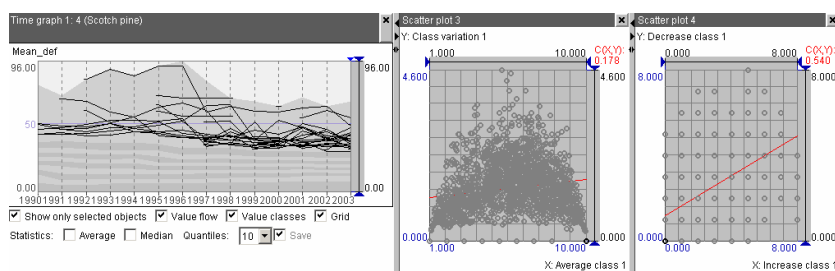 Time graph 1: 4 (Scotch pine)
Mean_def
96.00
96.00
50
0.00
0.00
1990 1991 1992 1993 1994 1995 1996 1997 1998 1999 2000 2001 2002 2003
Show only selected objects Value flow Value classes Grid
Statistics: Average Median Quantiles: 10 Save
Scatter plot 3
Y: Class variation 1
1.000 10.000 C(X,Y):
0.178
4.600 4.600
0.000 0.000
1.000 10.000
X: Average class 1
Scatter plot 4
Y: Decrease class 1
0.000 8.000 C(X,Y):
0.540
8.000 8.000
0.000 0.000
0.000 8.000
X: Increase class 1